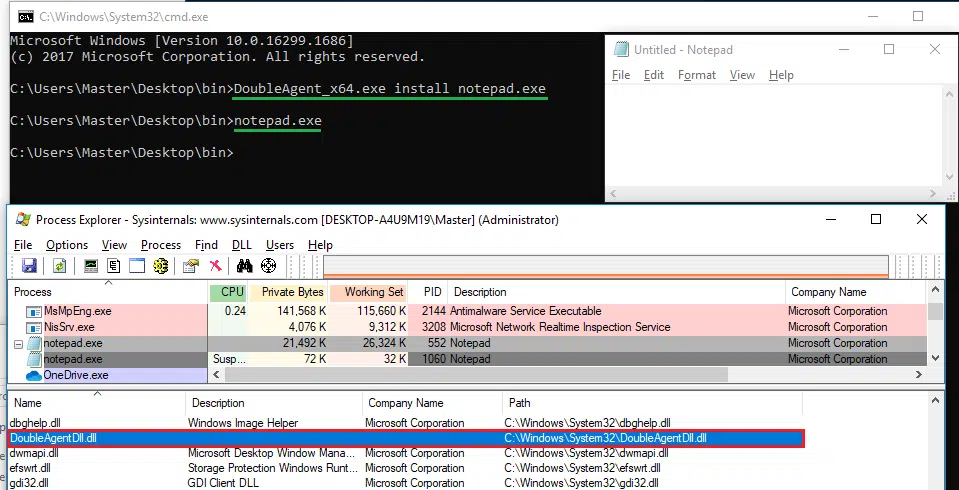 C:\Windows\System32\cmd.exe
Microsoft Windows [Version 10.0.16299.1686]
(c) 2017 Microsoft Corporation. All rights reserved.
C:\Users\Master\Desktop\bin>DoubleAgent_x64.exe install notepad.exe
C:\Users\Master\Desktop\bin>notepad.exe
C:\Users\Master\Desktop\bin>
Untitled - Notepad
File Edit Format View Help
Process Explorer - Sysinternals: www.sysinternals.com [DESKTOP-A4U9M19\Master] (Administrator)
File Options View Process Find DLL Users Help
Process CPU Private Bytes Working Set PID Description Company Name
MsMpEng.exe 0.24 141,568 K 115,660 K 2144 Antimalware Service Executable Microsoft Corporation
NisSrv.exe 4,076 K 9,312 K 3208 Microsoft Network Realtime Inspection Service Microsoft Corporation
notepad.exe 21,492 K 26,324 K 552 Notepad Microsoft Corporation
notepad.exe Susp... 72 K 32 K 1060 Notepad Microsoft Corporation
OneDrive.exe
Name Description Company Name Path
dbghelp.dll Windows Image Helper Microsoft Corporation C:\Windows\System32\dbghelp.dll
DoubleAgentDll.dll C:\Windows\System32\DoubleAgentDll.dll
dwmapi.dll Microsoft Desktop Window Mana... Microsoft Corporation C:\Windows\System32\dwmapi.dll
efswrt.dll Storage Protection Windows Runt... Microsoft Corporation C:\Windows\System32\efswrt.dll
gdi32.dll GDI Client DLL Microsoft Corporation C:\Windows\System32\gdi32.dll